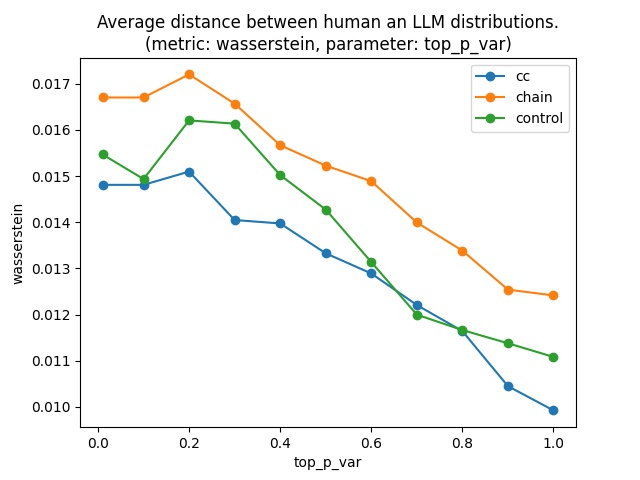 Average distance between human an LLM distributions.
(metric: wasserstein, parameter: top_p_var)
cc
chain
control
wasserstein
0.017
0.016
0.015
0.014
0.013
0.012
0.011
0.010
0.0 0.2 0.4 0.6 0.8 1.0
top_p_var